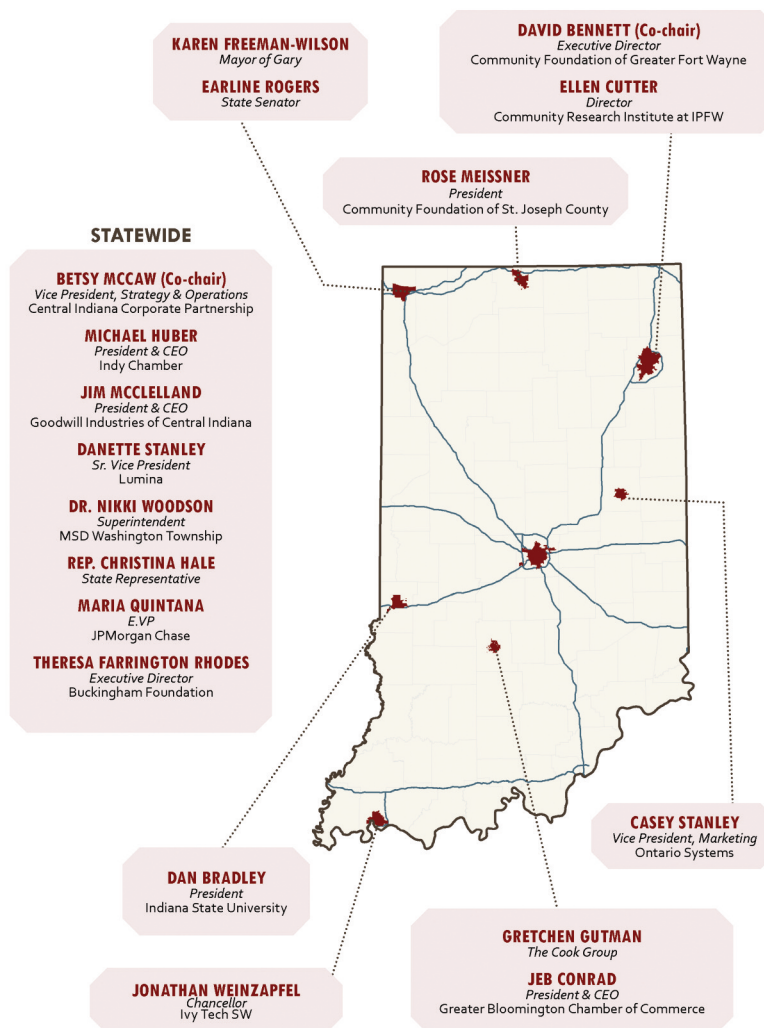 KAREN FREEMAN-WILSON
Mayor of Gary
EARLINE ROGERS
State Senator
DAVID BENNETT (Co-chair)
Executive Director
Community Foundation of Greater Fort Wayne
ELLEN CUTTER
Director
Community Research Institute at IPFW
ROSE MEISSNER
President
Community Foundation of St. Joseph County
STATEWIDE
BETSY MCCAW (Co-chair)
Vice President, Strategy & Operations
Central Indiana Corporate Partnership
MICHAEL HUBER
President & CEO
Indy Chamber
JIM MCCLELLAND
President & CEO
Goodwill Industries of Central Indiana
DANETTE STANLEY
Sr. Vice President
Lumina
DR. NIKKI WOODSON
Superintendent
MSD Washington Township
REP. CHRISTINA HALE
State Representative
MARIA QUINTANA
E.VP
JPMorgan Chase
THERESA FARRINGTON RHODES
Executive Director
Buckingham Foundation
CASEY STANLEY
Vice President, Marketing
Ontario Systems
DAN BRADLEY
President
Indiana State University
GRETCHEN GUTMAN
The Cook Group
JEB CONRAD
President & CEO
Greater Bloomington Chamber of Commerce
JONATHAN WEINZAPFEL
Chancellor
Ivy Tech SW